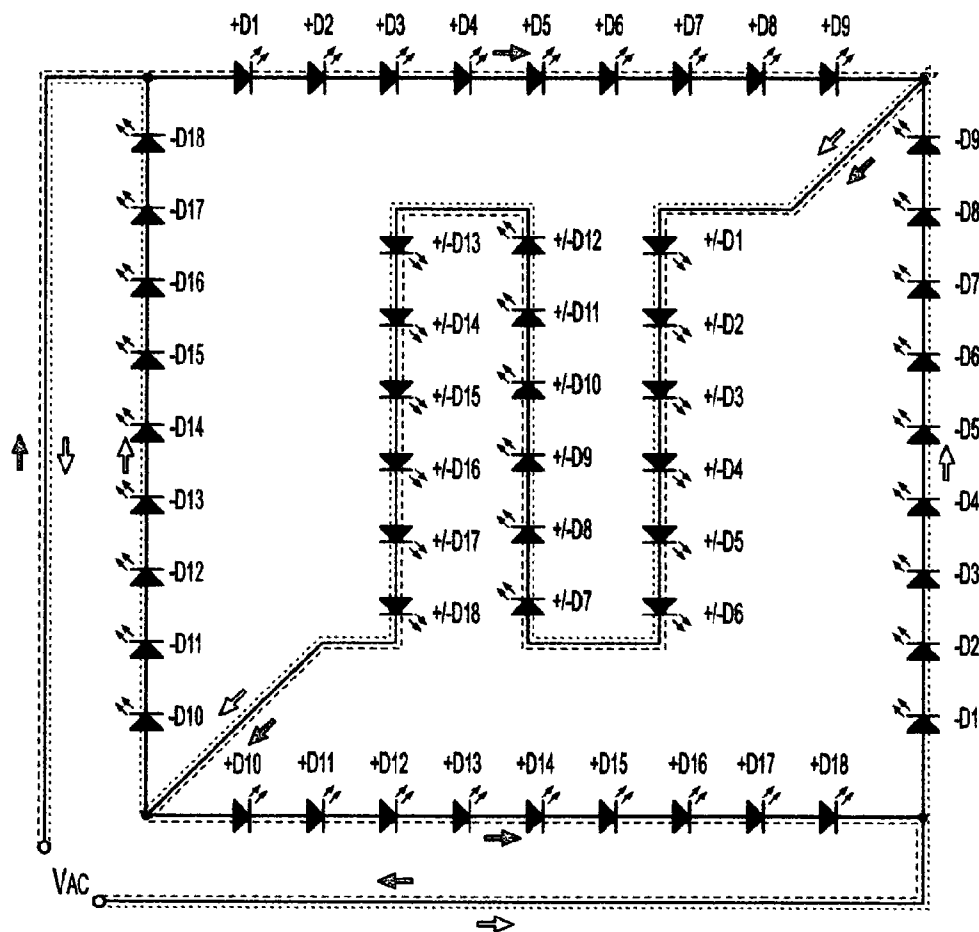 +D1 +D2 +D3 +D4 +D5 +D6 +D7 +D8 +D9
-D18 -D9
-D17 -D8
+/-D13 +/-D12 +/-D1
-D16 -D7
+/-D14 +/-D11 +/-D2
-D15 -D6
+/-D15 +/-D10 +/-D3
-D14 -D5
+/-D16 +/-D9 +/-D4
-D13 -D4
+/-D17 +/-D8 +/-D5
-D12 -D3
+/-D18 +/-D7 +/-D6
-D11 -D2
-D10 -D1
+D10 +D11 +D12 +D13 +D14 +D15 +D16 +D17 +D18
VAC